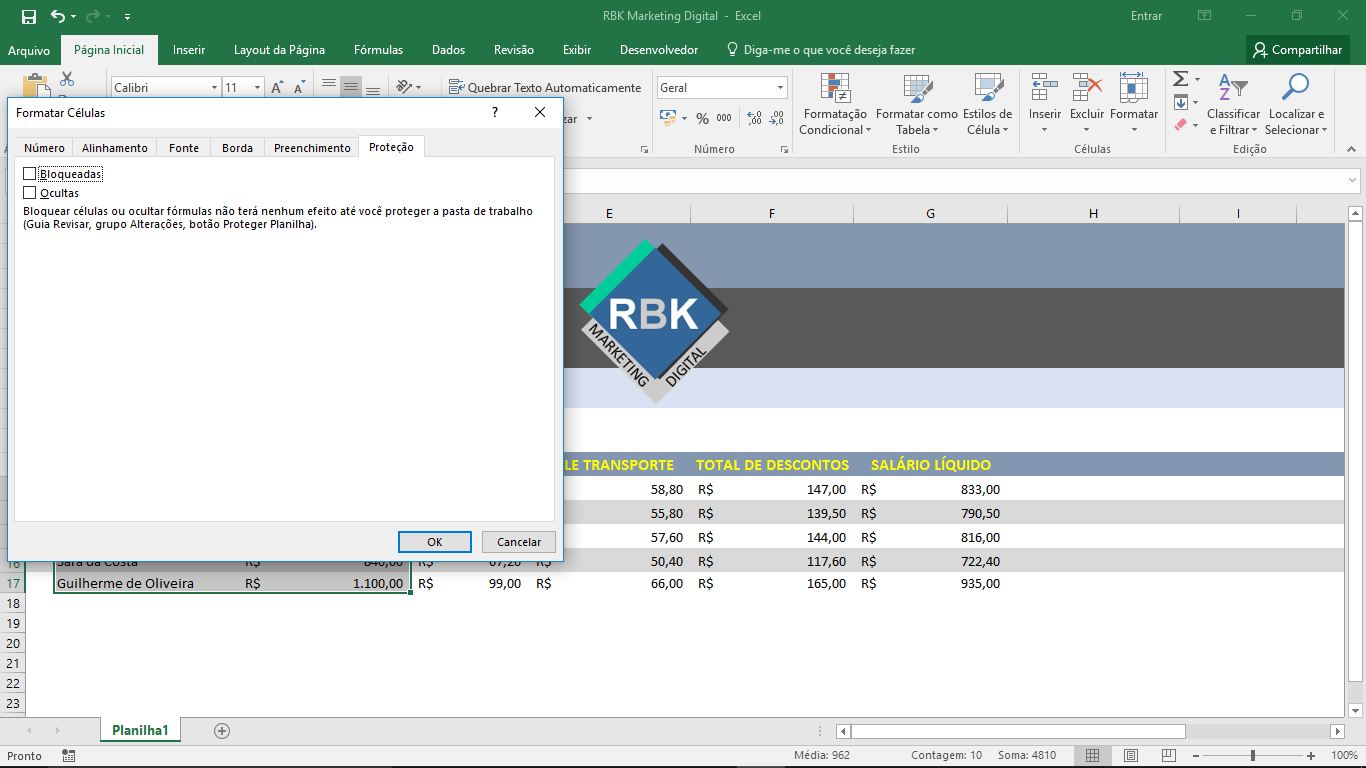 RBK Marketing Digital - Excel
Entrar
Arquivo
Página Inicial
Inserir
Layout da Página
Fórmulas
Dados
Revisão
Exibir
Desenvolvedor
Diga-me o que você deseja fazer
Compartilhar
Calibri
11
Quebrar Texto Automaticamente
Geral
% 000
Formatação Condicional
Formatar como Tabela
Estilos de Célula
Inserir
Excluir
Formatar
Classificar e Filtrar
Localizar e Selecionar
Número
Estilo
Células
Edição
Formatar Células
?
Número
Alinhamento
Fonte
Borda
Preenchimento
Proteção
Bloqueadas
Ocultas
Bloquear células ou ocultar fórmulas não terá nenhum efeito até você proteger a pasta de trabalho
(Guia Revisar, grupo Alterações, botão Proteger Planilha).
OK
Cancelar
E F G H I
RBK
MARKETING
DIGITAL
LE TRANSPORTE TOTAL DE DESCONTOS SALÁRIO LÍQUIDO
58,80 R$ 147,00 R$ 833,00
55,80 R$ 139,50 R$ 790,50
57,60 R$ 144,00 R$ 816,00
16 Sara da Costa R$ 840,00 R$ 67,20 R$ 50,40 R$ 117,60 R$ 722,40
17 Guilherme de Oliveira R$ 1.100,00 R$ 99,00 R$ 66,00 R$ 165,00 R$ 935,00
18
19
20
21
22
23
Planilha1
Pronto
Média: 962
Contagem: 10
Soma: 4810
100%